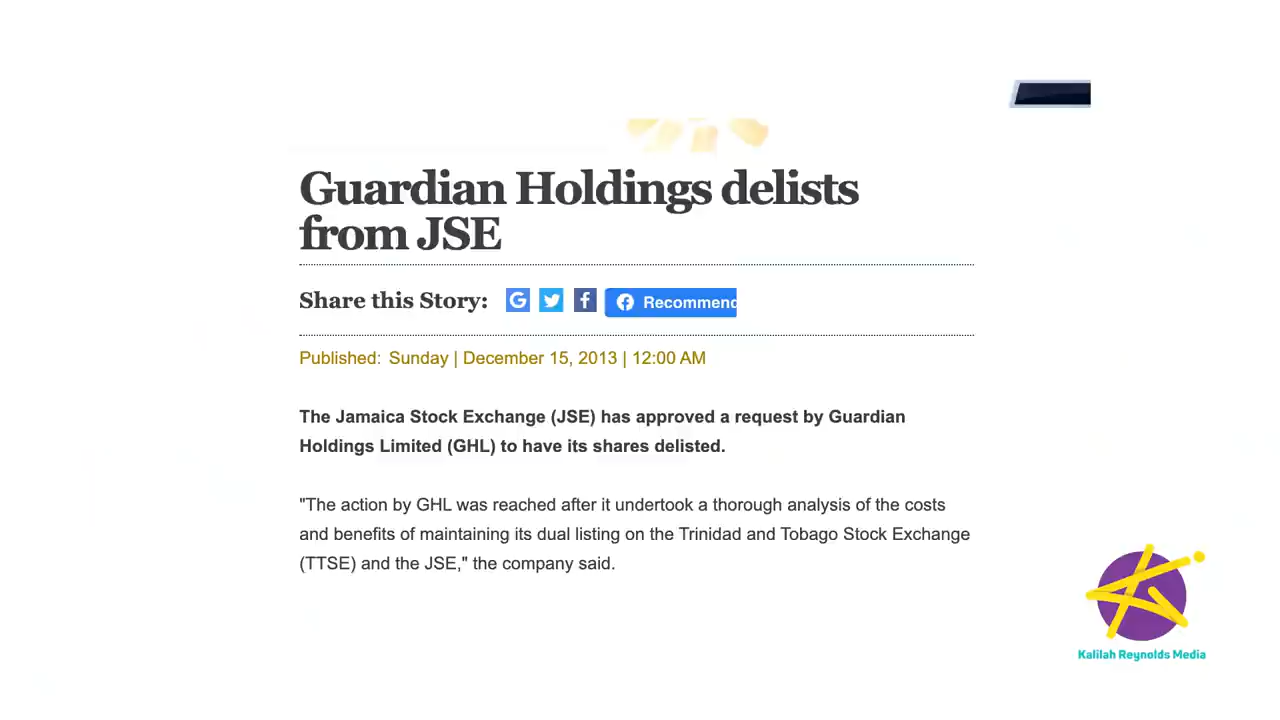 Guardian Holdings delists
from JSE
Share this Story:
Recommend
Published: Sunday | December 15, 2013 | 12:00 AM
The Jamaica Stock Exchange (JSE) has approved a request by Guardian
Holdings Limited (GHL) to have its shares delisted.
"The action by GHL was reached after it undertook a thorough analysis of the costs
and benefits of maintaining its dual listing on the Trinidad and Tobago Stock Exchange
(TTSE) and the JSE," the company said.
Kalilah Reynolds Media